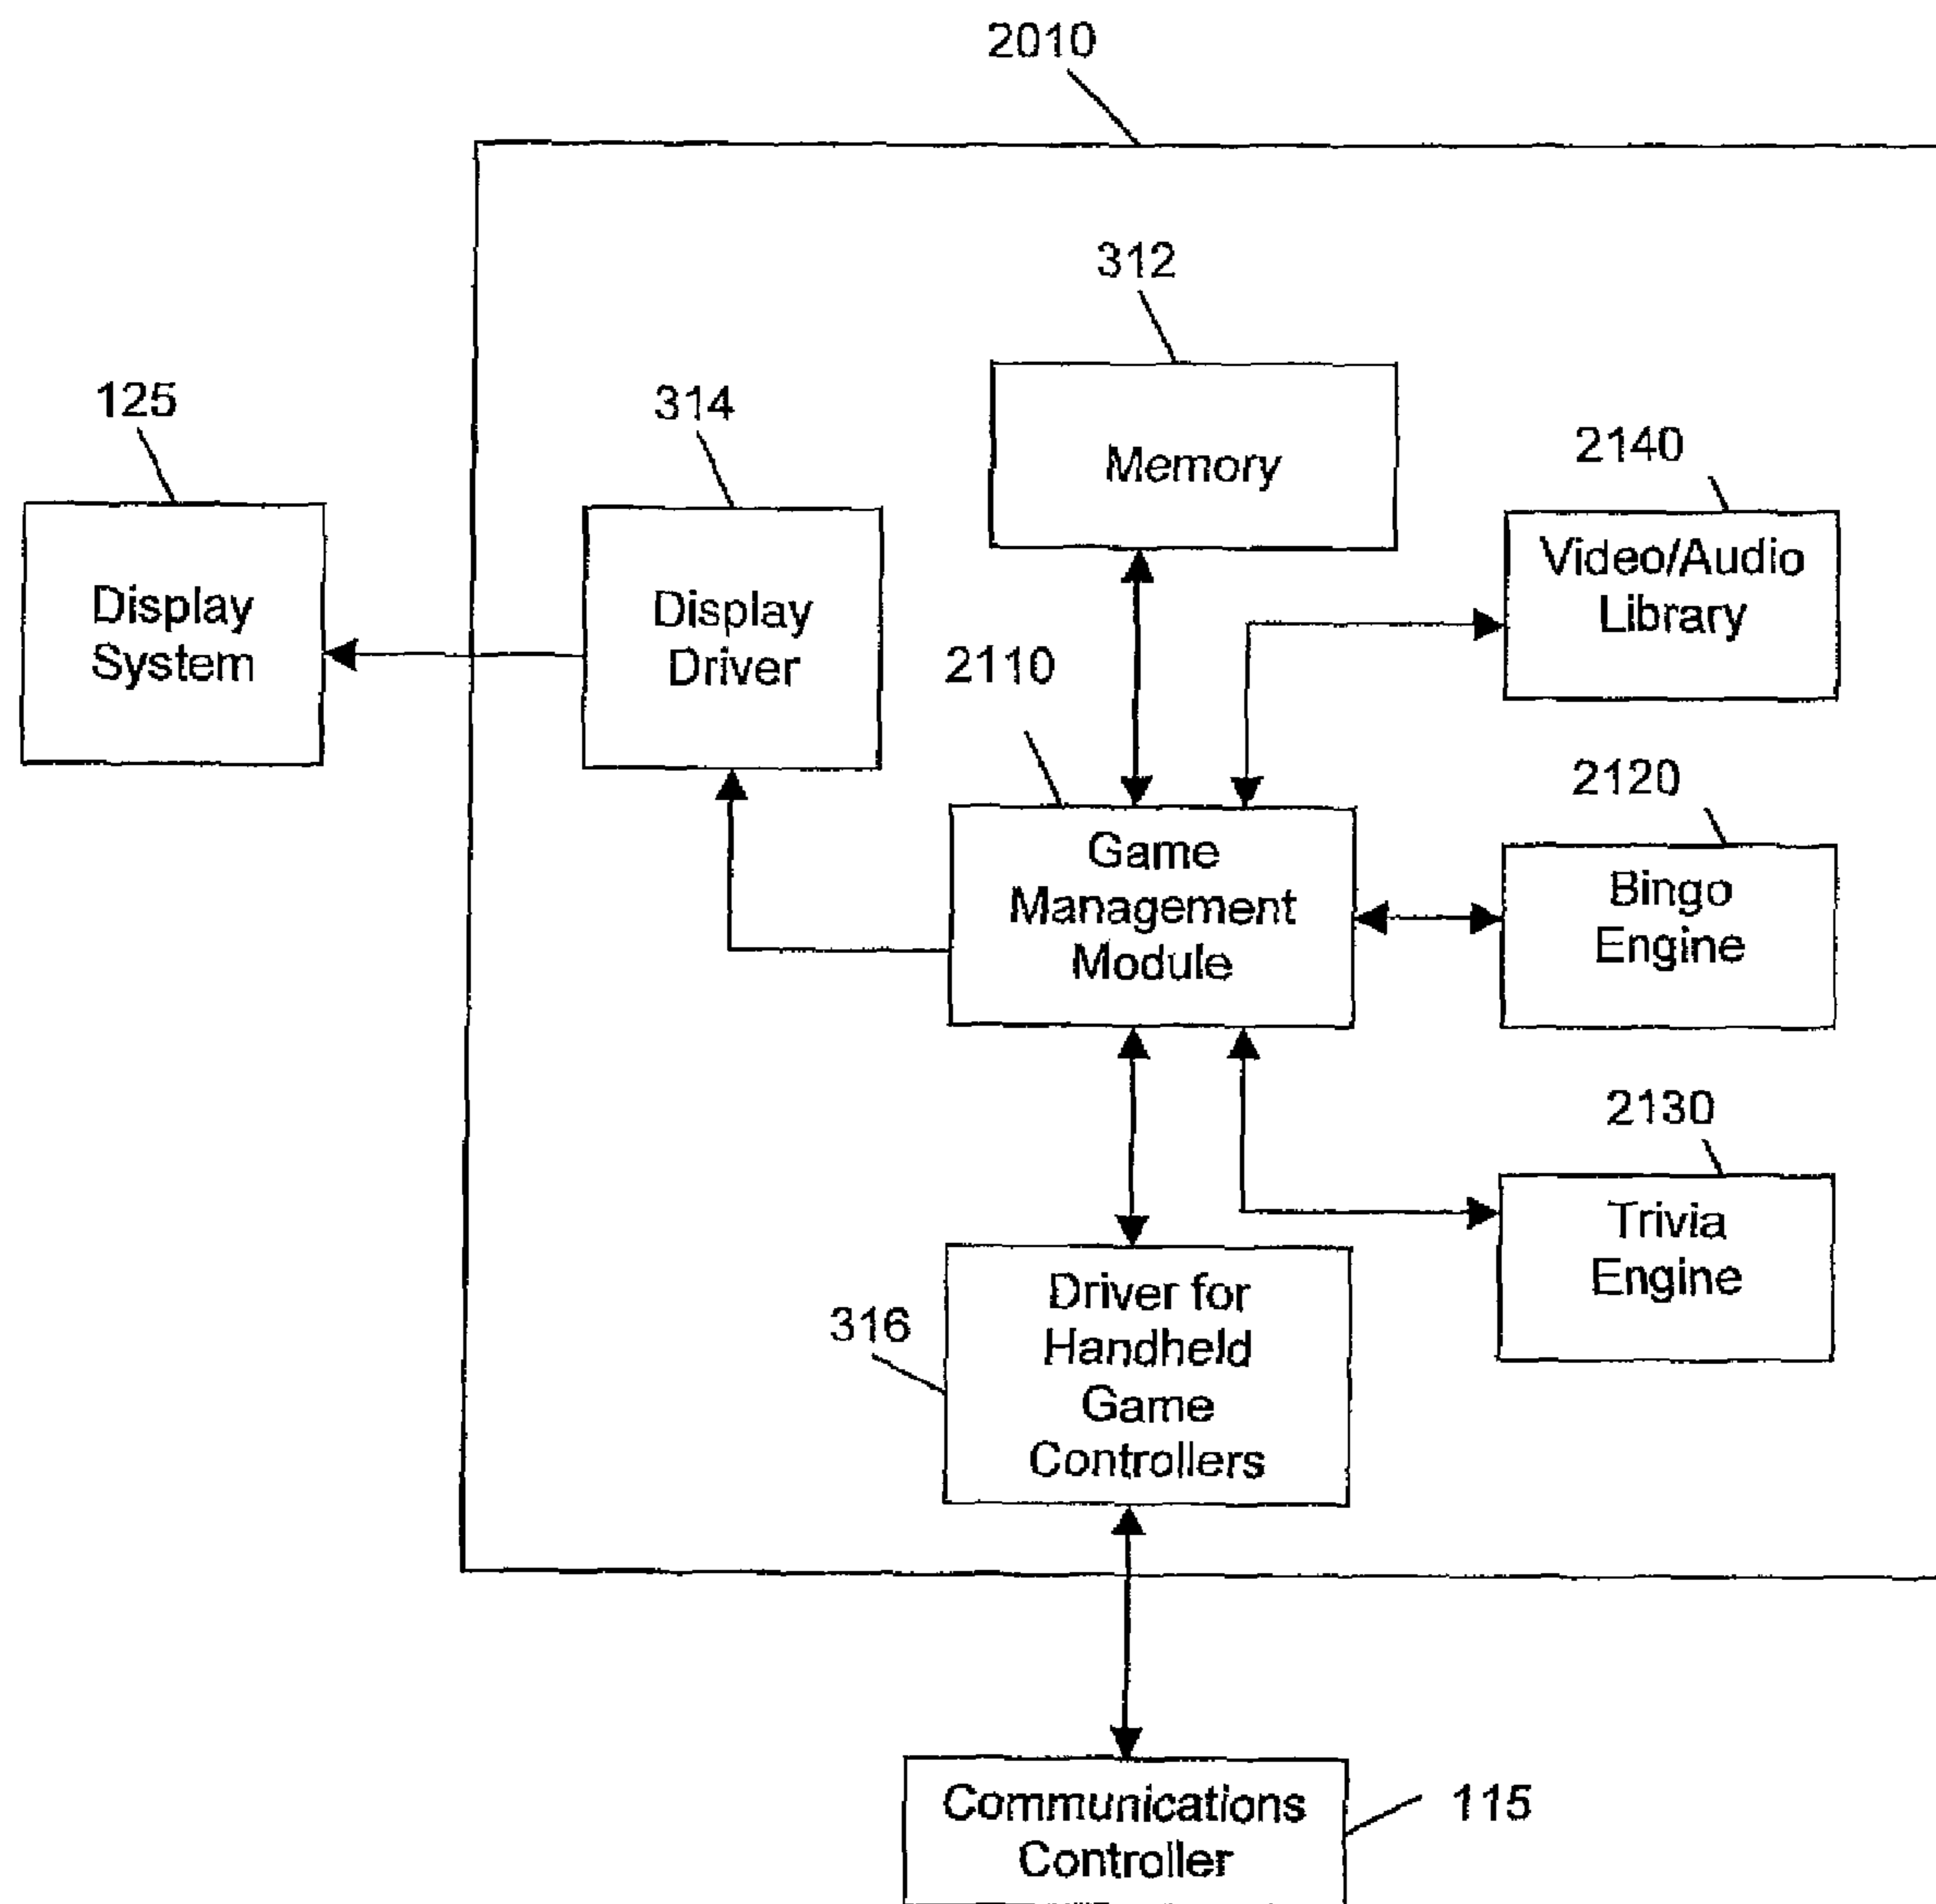 2010
312
125
314
Memory
2140
Video/Audio
Library
Display
System
Display
Driver
2110
2120
Game
Management
Module
Bingo
Engine
2130
Trivia
Engine
316
Driver for
Handheld
Game
Controllers
Communications
Controller
115